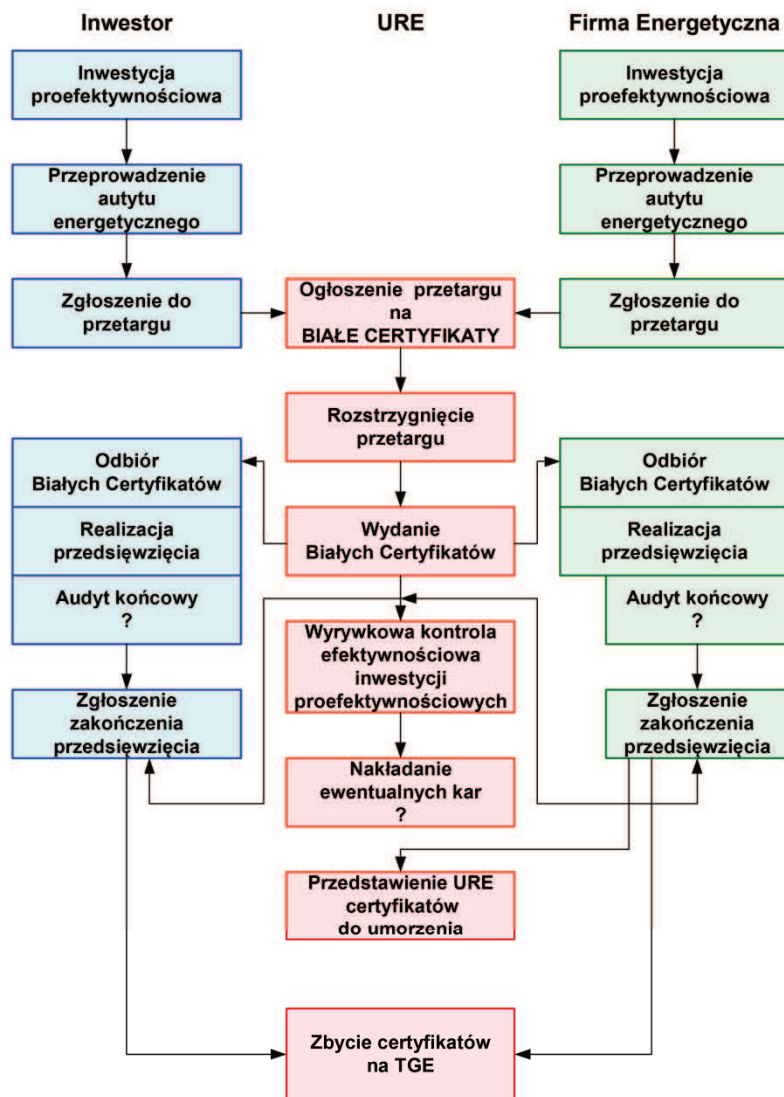 Inwestor
URE
Firma Energetyczna
Inwestycja
proefektywnościowa
Inwestycja
proefektywnościowa
Przeprowadzenie
autytu
energetycznego
Przeprowadzenie
autytu
energetycznego
Zgłoszenie do
przetargu
Ogłoszenie przetargu
na
BIAŁE CERTYFIKATY
Zgłoszenie do
przetargu
Rozstrzygnięcie
przetargu
Odbiór
Białych Certyfikatów
Odbiór
Białych Certyfikatów
Realizacja
przedsięwzięcia
Wydanie
Białych Certyfikatów
Realizacja
przedsięwzięcia
Audyt końcowy
?
Audyt końcowy
?
Wyrywkowa kontrola
efektywnościowa
inwestycji
proefektywnościowych
Zgłoszenie
zakończenia
przedsięwzięcia
Zgłoszenie
zakończenia
przedsięwzięcia
Nakładanie
ewentualnych kar
?
Przedstawienie URE
certyfikatów
do umorzenia
Zbycie certyfikatów
na TGE